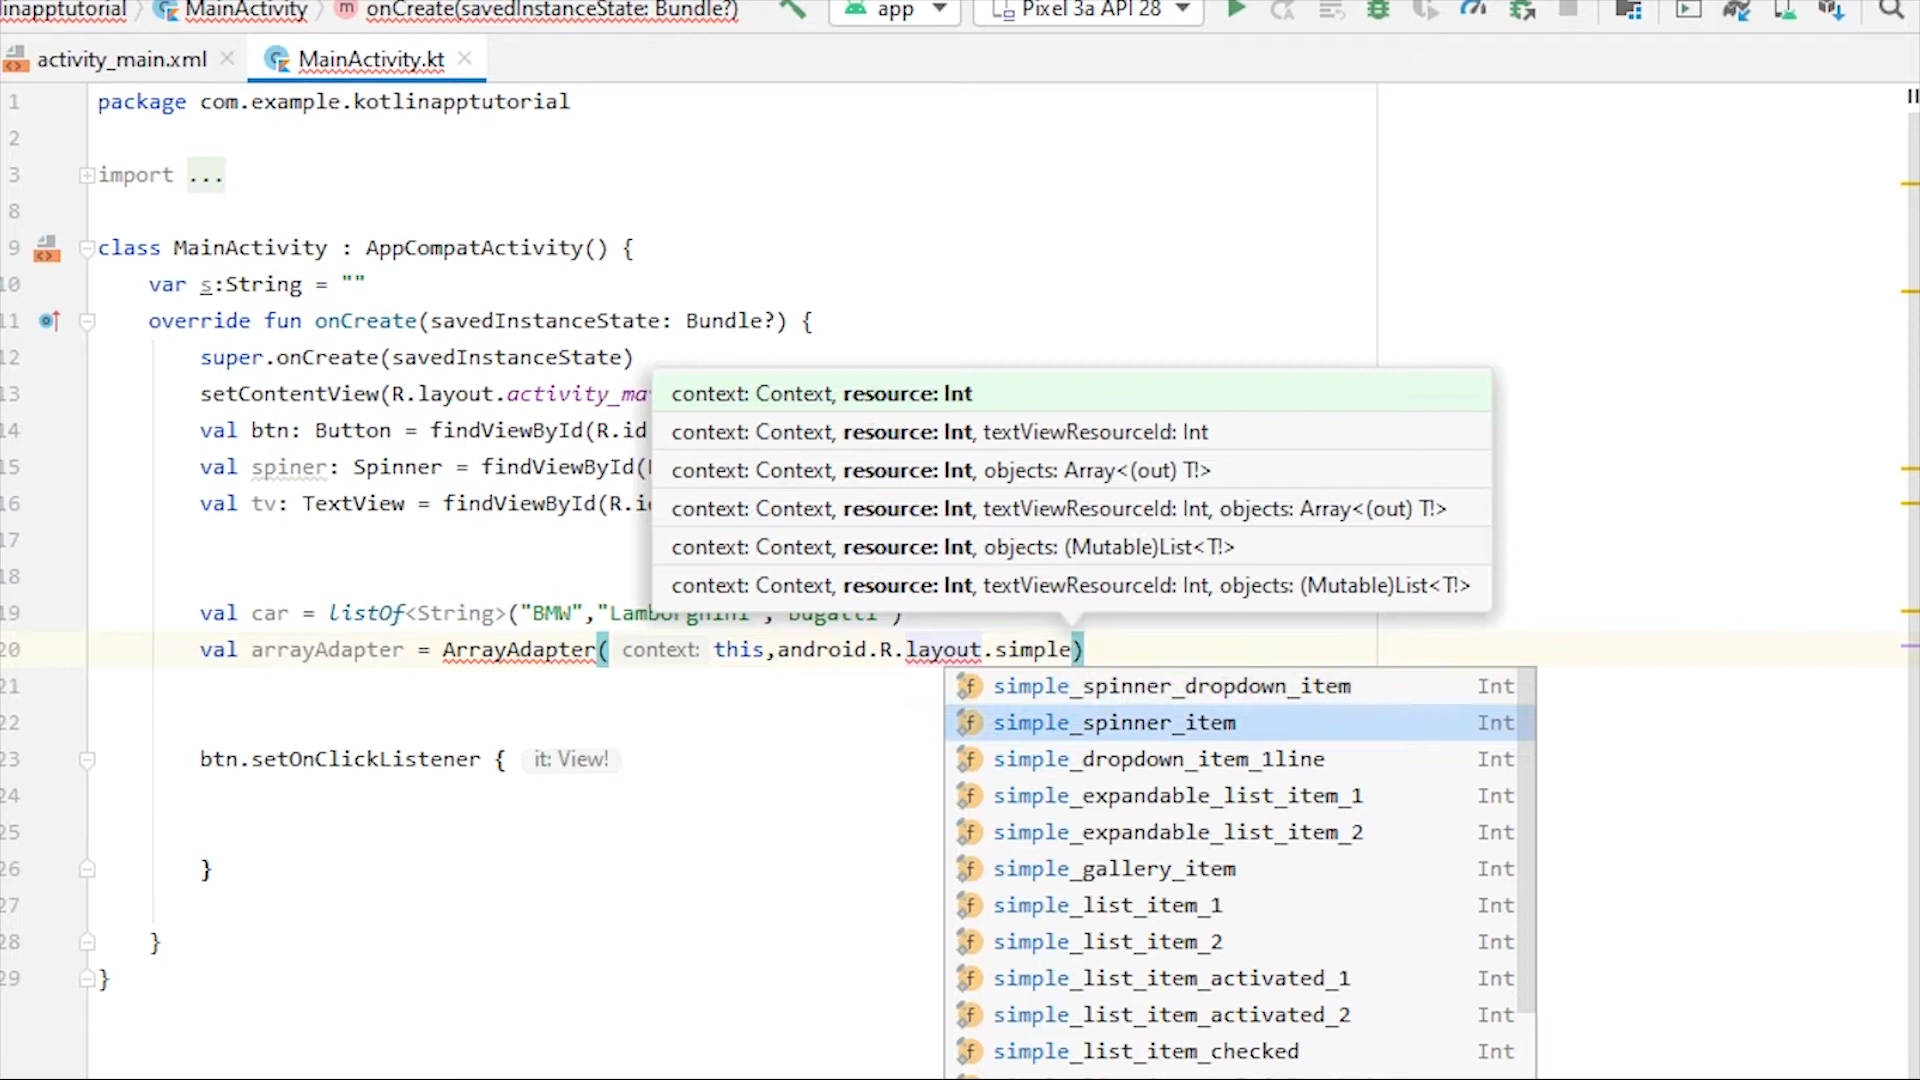 linapptutorial MainActivity onCreate(savedInstanceState: Bundle?) app Pixel 3a API 28
activity_main.xml MainActivity.kt
1 package com.example.kotlinapptutorial
2
3 import ...
8
9 class MainActivity : AppCompatActivity() {
10 var s:String = ""
11 override fun onCreate(savedInstanceState: Bundle?) {
12 super.onCreate(savedInstanceState)
13 setContentView(R.layout.activity_ma
14 val btn: Button = findViewById(R.id
15 val spiner: Spinner = findViewById(
16 val tv: TextView = findViewById(R.i
17
18
19 val car = listOf<String>("BMW","Lamborghini","Bugatti")
20 val arrayAdapter = ArrayAdapter( context: this,android.R.layout.simple)
21
22
23 btn.setOnClickListener { it: View!
24
25
26 }
27
28 }
29 }
context: Context, resource: Int
context: Context, resource: Int, textViewResourceId: Int
context: Context, resource: Int, objects: Array<(out) T!>
context: Context, resource: Int, textViewResourceId: Int, objects: Array<(out) T!>
context: Context, resource: Int, objects: (Mutable)List<T!>
context: Context, resource: Int, textViewResourceId: Int, objects: (Mutable)List<T!>
simple_spinner_dropdown_item Int
simple_spinner_item Int
simple_dropdown_item_1line Int
simple_expandable_list_item_1 Int
simple_expandable_list_item_2 Int
simple_gallery_item Int
simple_list_item_1 Int
simple_list_item_2 Int
simple_list_item_activated_1 Int
simple_list_item_activated_2 Int
simple_list_item_checked Int